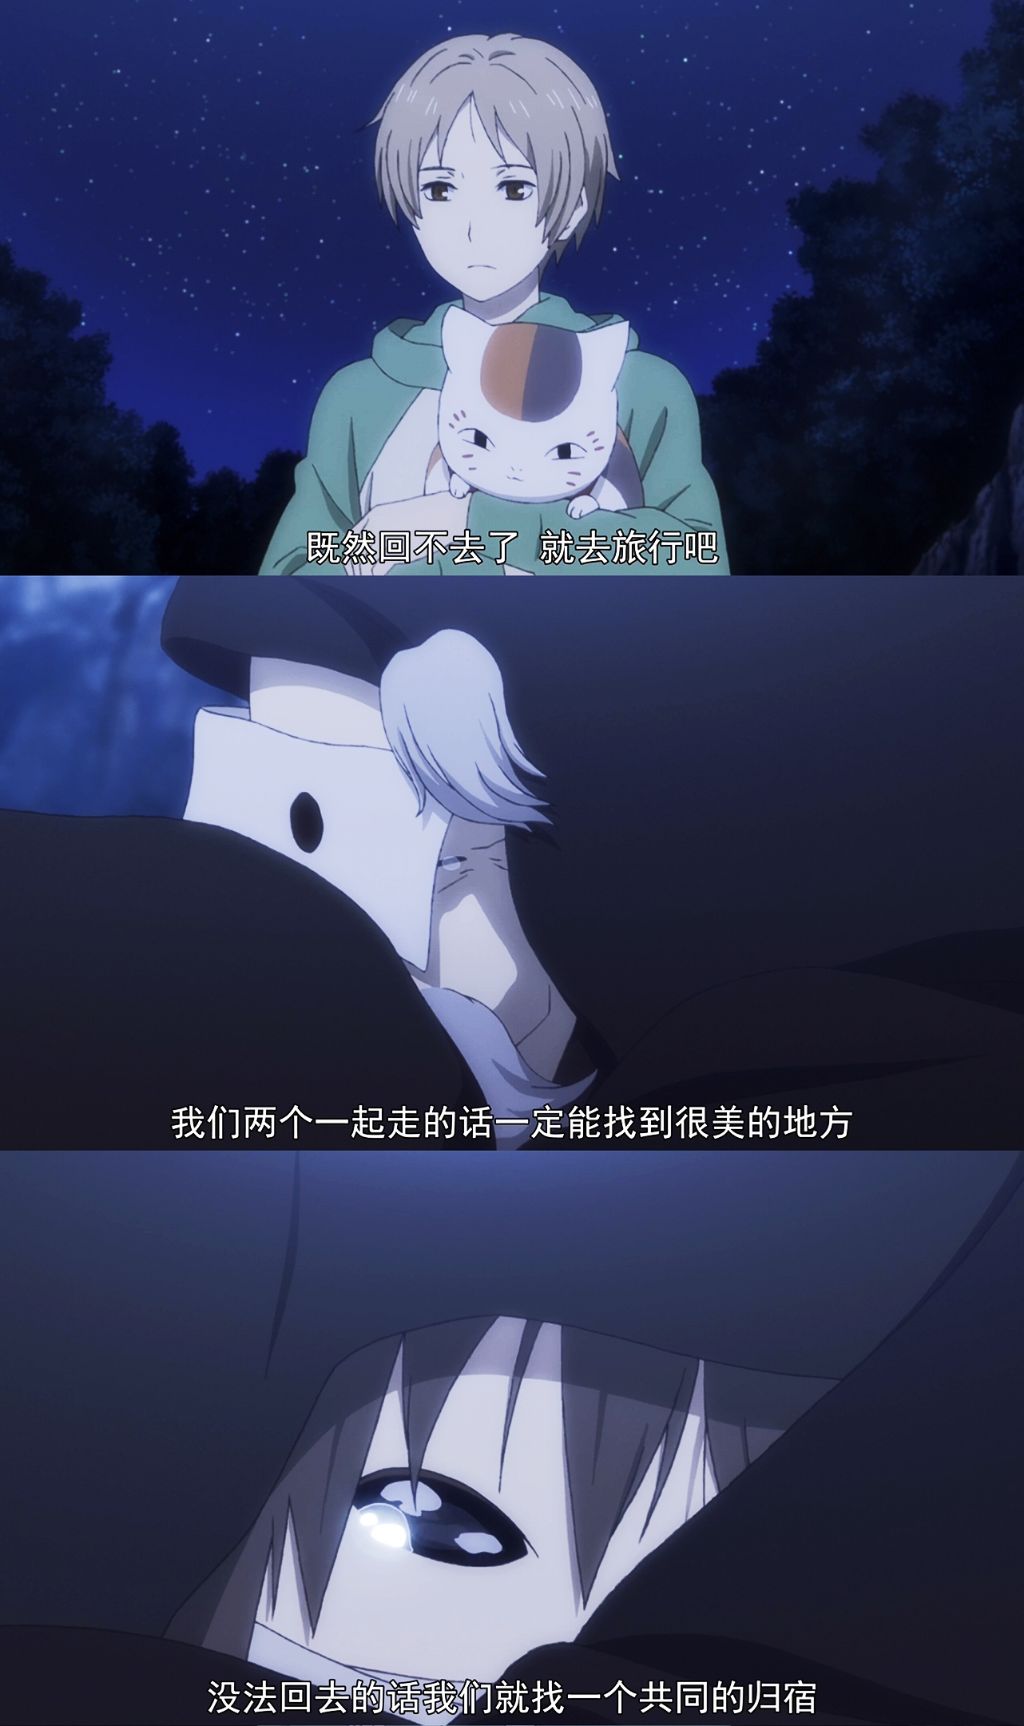 既然回不去了 就去旅行吧
我们两个一起走的话一定能找到很美的地方
没法回去的话我们就找一个共同的归宿